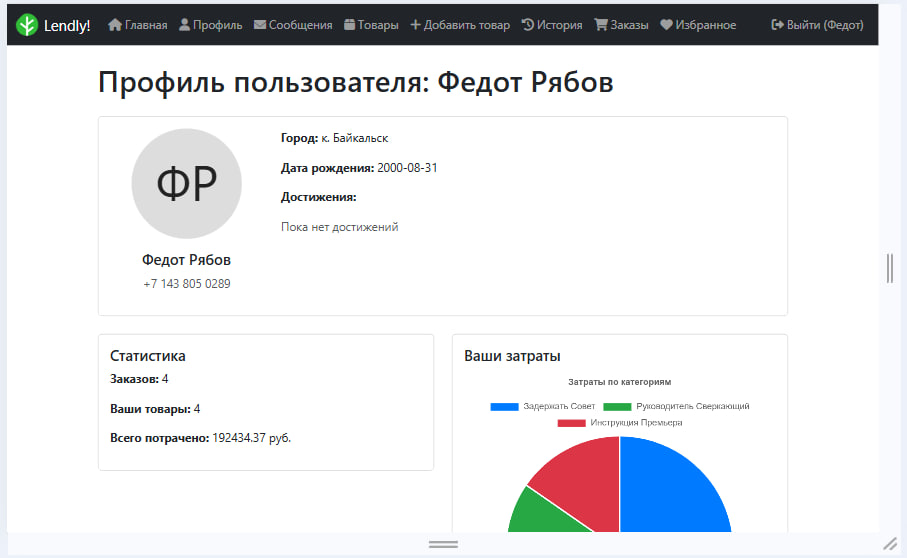 Lendly! Главная Профиль Сообщения Товары Добавить товар История Заказы Избранное Выйти (Федот)
Профиль пользователя: Федот Рябов
ФР
Федот Рябов
+7 143 805 0289
Город: к. Байкальск
Дата рождения: 2000-08-31
Достижения:
Пока нет достижений
Статистика
Заказов: 4
Ваши товары: 4
Всего потрачено: 192434.37 руб.
Ваши затраты
Затраты по категориям
Задержать Совет Руководитель Сверкающий
Инструкция Премьера